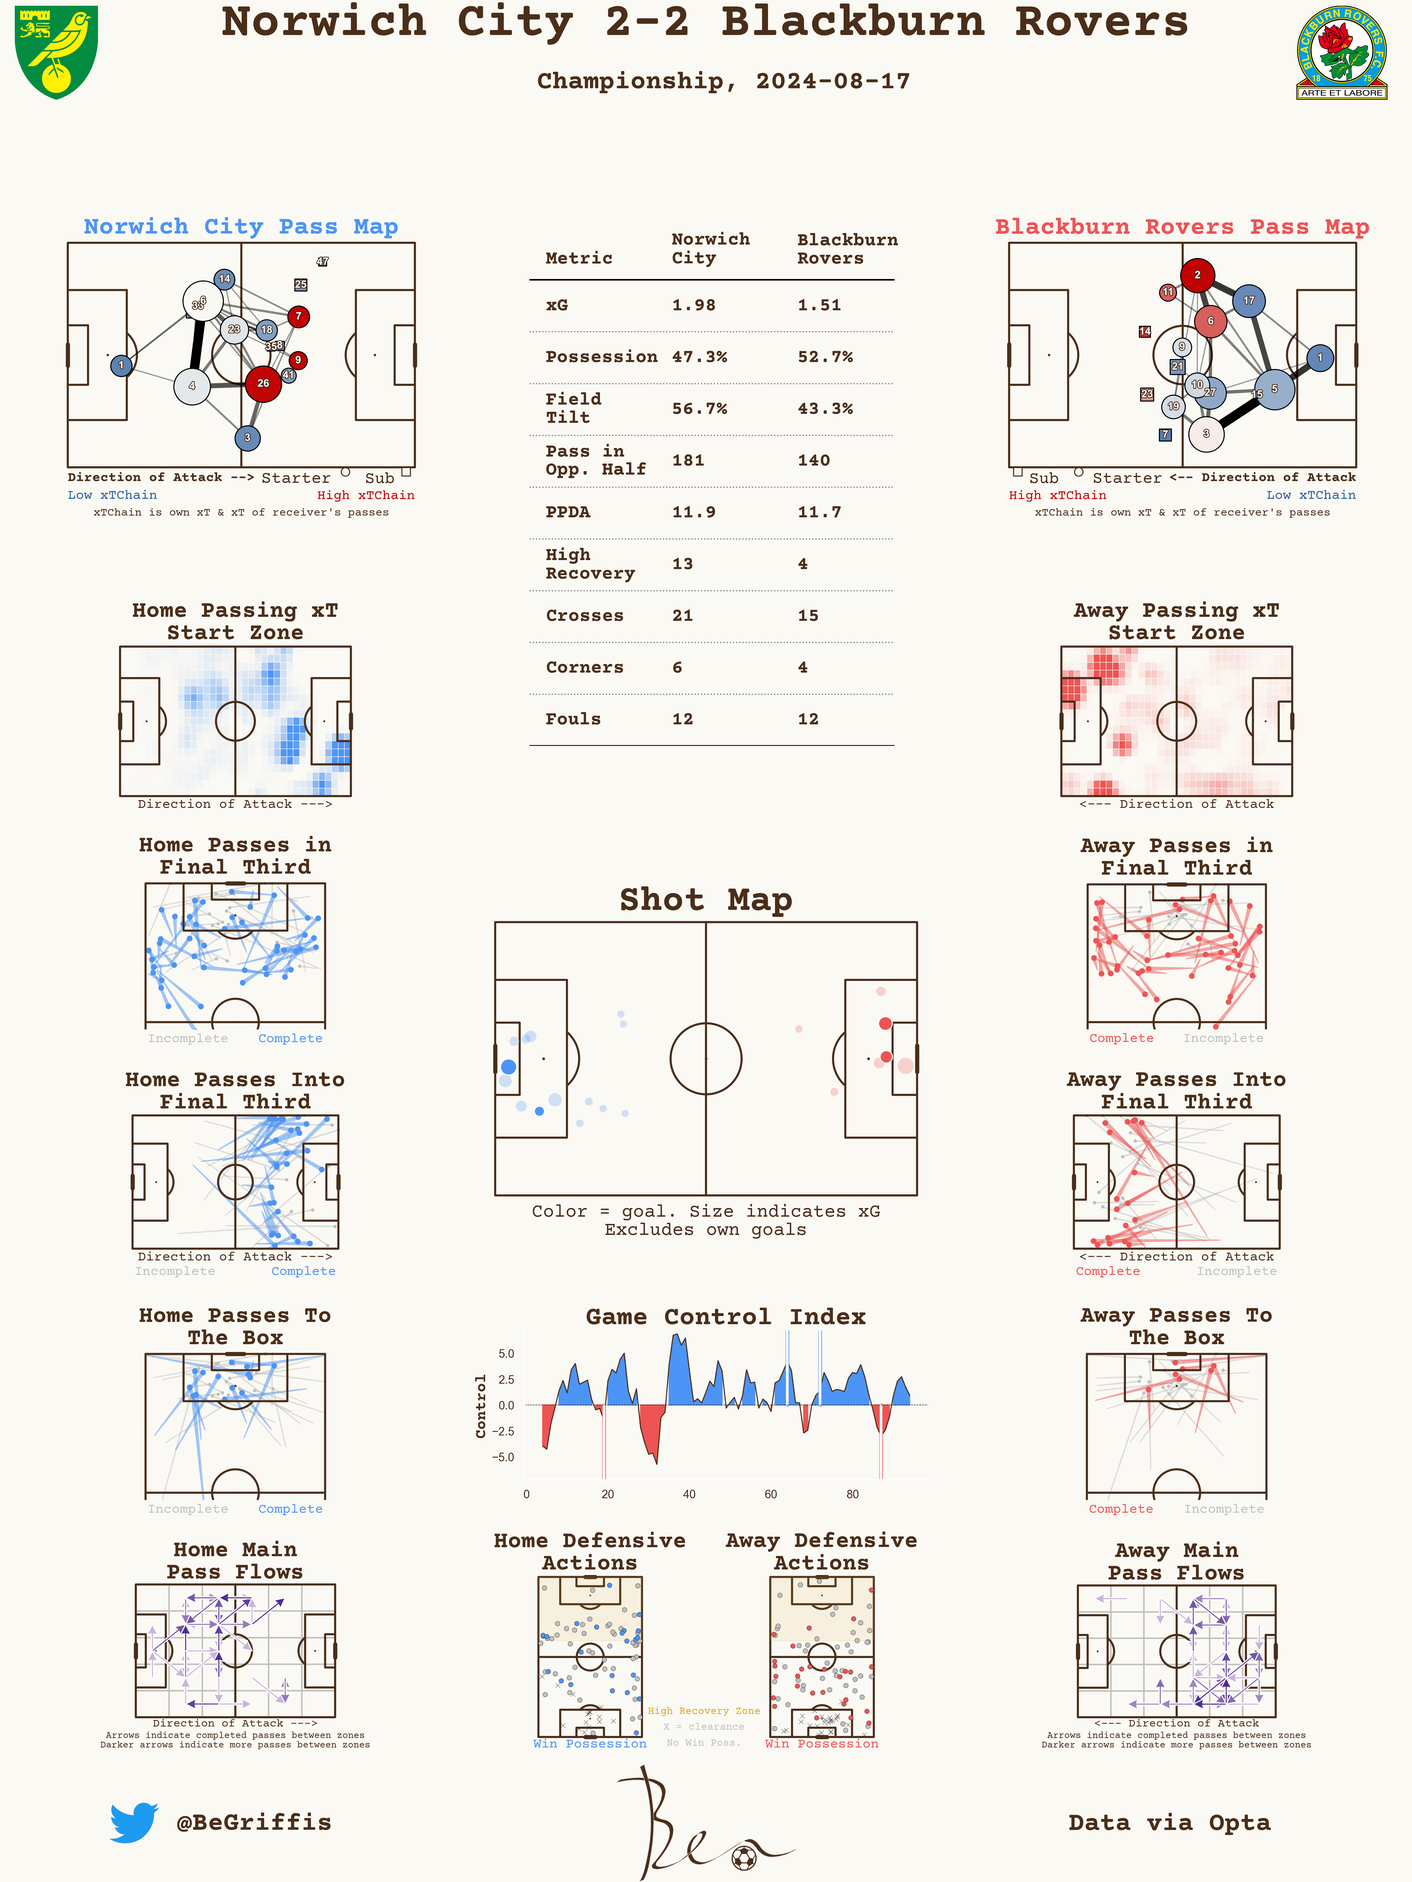 Norwich City 2-2 Blackburn Rovers
Championship, 2024-08-17
BLACKBURN ROVERS F.C.
18 75
ARTE ET LABORE
Norwich City Pass Map
47
14
25
6
33
7
23
18
8
35
9
1
41
4
26
3
Direction of Attack --> Starter Sub
Low xTChain High xTChain
xTChain is own xT & xT of receiver's passes
Metric Norwich City Blackburn Rovers
xG 1.98 1.51
Possession 47.3% 52.7%
Field Tilt 56.7% 43.3%
Pass in Opp. Half 181 140
PPDA 11.9 11.7
High Recovery 13 4
Crosses 21 15
Corners 6 4
Fouls 12 12
Blackburn Rovers Pass Map
2
11
17
6
14
9
1
21
10
5
23
27
15
19
7
3
Sub Starter <-- Direction of Attack
High xTChain Low xTChain
xTChain is own xT & xT of receiver's passes
Home Passing xT
Start Zone
Direction of Attack --->
Away Passing xT
Start Zone
<--- Direction of Attack
Home Passes in
Final Third
Incomplete Complete
Away Passes in
Final Third
Complete Incomplete
Shot Map
Color = goal. Size indicates xG
Excludes own goals
Home Passes Into
Final Third
Direction of Attack --->
Incomplete Complete
Away Passes Into
Final Third
<--- Direction of Attack
Complete Incomplete
Home Passes To
The Box
Incomplete Complete
Game Control Index
Control
5.0
2.5
0.0
−2.5
−5.0
0 20 40 60 80
Away Passes To
The Box
Complete Incomplete
Home Main
Pass Flows
Direction of Attack --->
Arrows indicate completed passes between zones
Darker arrows indicate more passes between zones
Home Defensive
Actions
Win Possession
High Recovery Zone
X = clearance
No Win Poss.
Away Defensive
Actions
Win Possession
Away Main
Pass Flows
<--- Direction of Attack
Arrows indicate completed passes between zones
Darker arrows indicate more passes between zones
@BeGriffis
Ben
Data via Opta